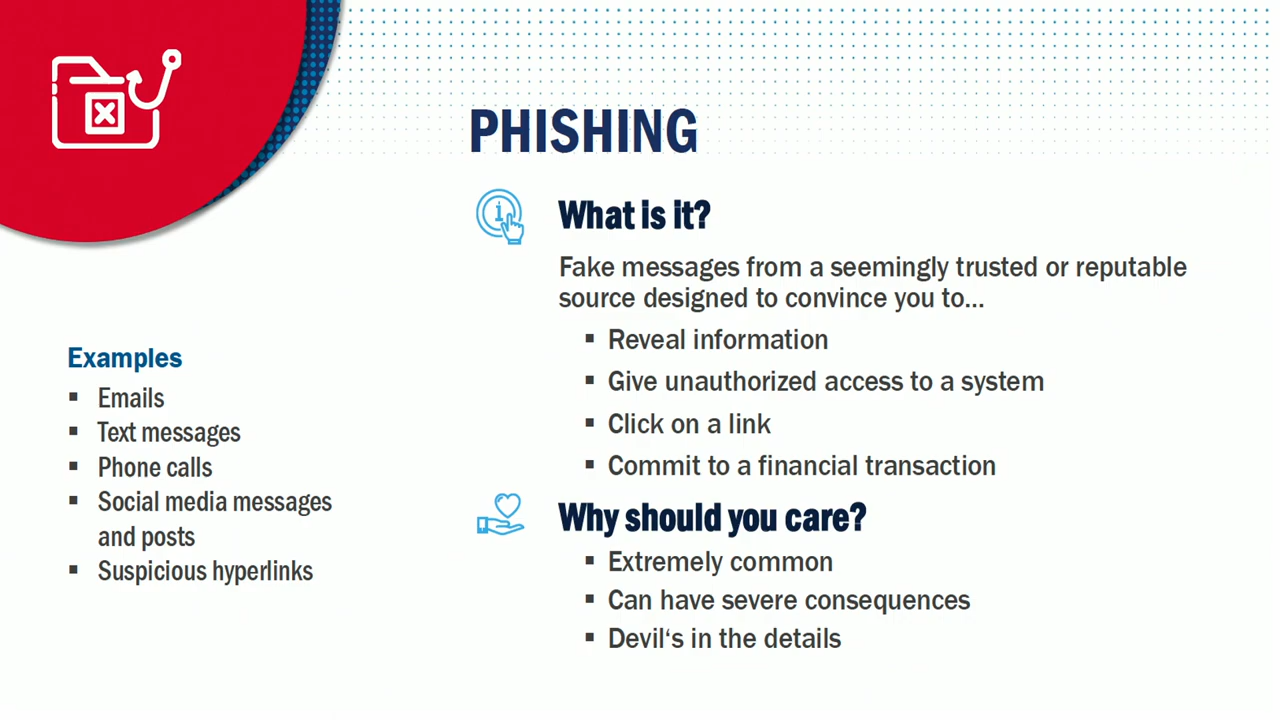 PHISHING
What is it?
Fake messages from a seemingly trusted or reputable
source designed to convince you to...
▪ Reveal information
▪ Give unauthorized access to a system
▪ Click on a link
▪ Commit to a financial transaction
Why should you care?
▪ Extremely common
▪ Can have severe consequences
▪ Devil‘s in the details
Examples
▪ Emails
▪ Text messages
▪ Phone calls
▪ Social media messages
and posts
▪ Suspicious hyperlinks